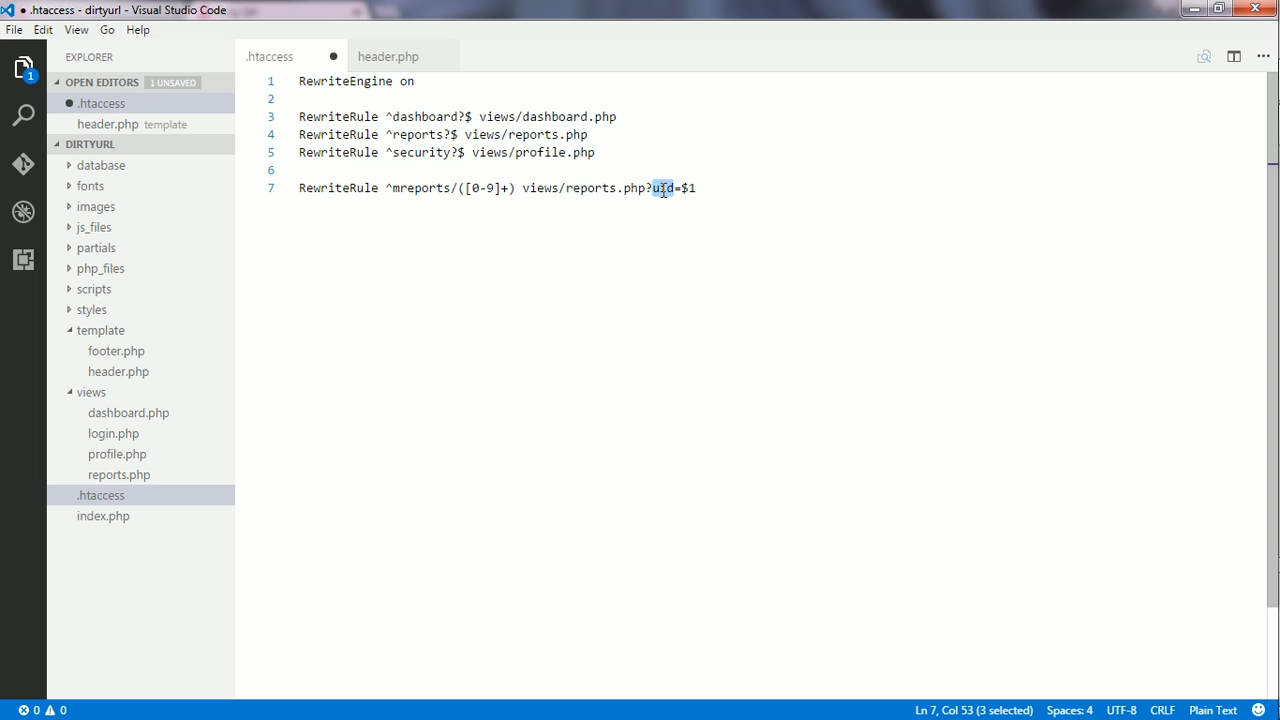 ● .htaccess - dirtyurl - Visual Studio Code
File Edit View Go Help
EXPLORER
OPEN EDITORS 1 UNSAVED
.htaccess
header.php template
DIRTYURL
database
fonts
images
js_files
partials
php_files
scripts
styles
template
footer.php
header.php
views
dashboard.php
login.php
profile.php
reports.php
.htaccess
index.php
1
.htaccess header.php
1 RewriteEngine on
2
3 RewriteRule ^dashboard?$ views/dashboard.php
4 RewriteRule ^reports?$ views/reports.php
5 RewriteRule ^security?$ views/profile.php
6
7 RewriteRule ^mreports/([0-9]+) views/reports.php?uid=$1
0 0 Ln 7, Col 53 (3 selected) Spaces: 4 UTF-8 CRLF Plain Text